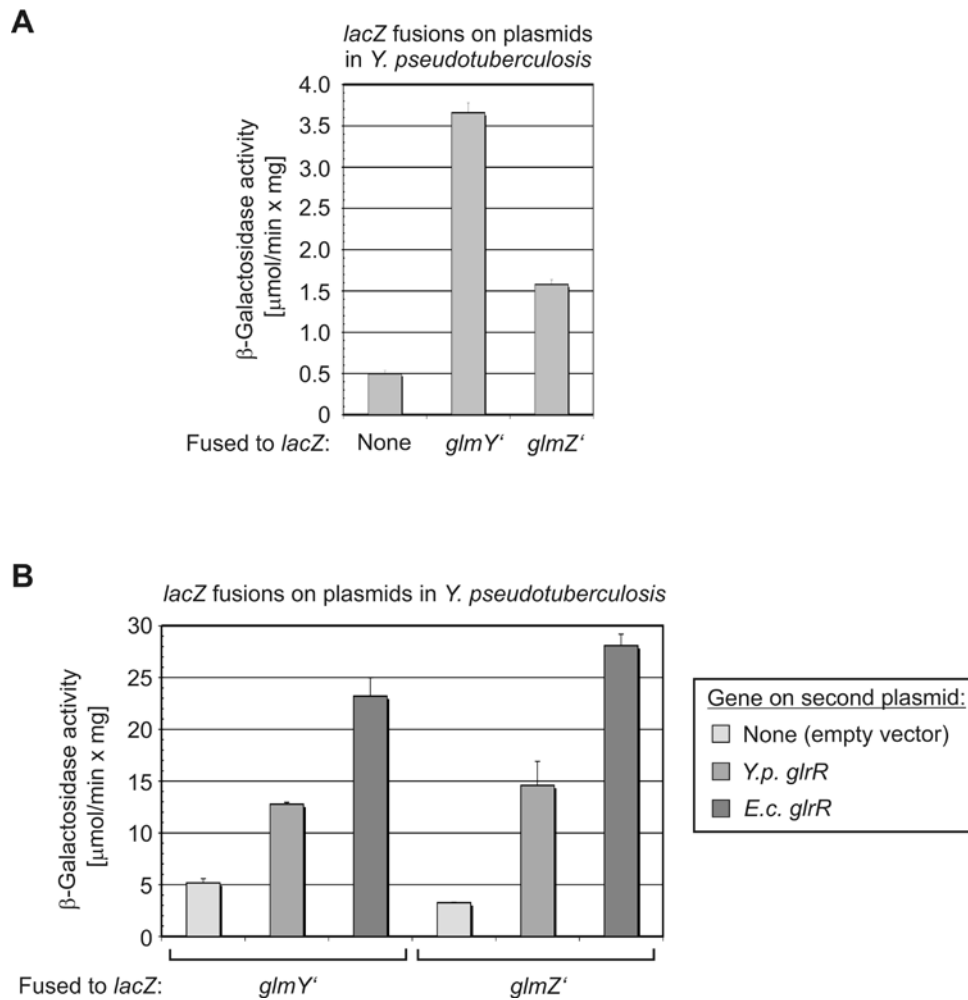 A
lacZ fusions on plasmids
in Y. pseudotuberculosis
β-Galactosidase activity
[μmol/min x mg]
4.0
3.5
3.0
2.5
2.0
1.5
1.0
0.5
0
Fused to lacZ: None glmY‘ glmZ‘
B
lacZ fusions on plasmids in Y. pseudotuberculosis
β-Galactosidase activity
[μmol/min x mg]
30
25
20
15
10
5
0
Fused to lacZ: glmY‘ glmZ‘
Gene on second plasmid:
None (empty vector)
Y.p. glrR
E.c. glrR